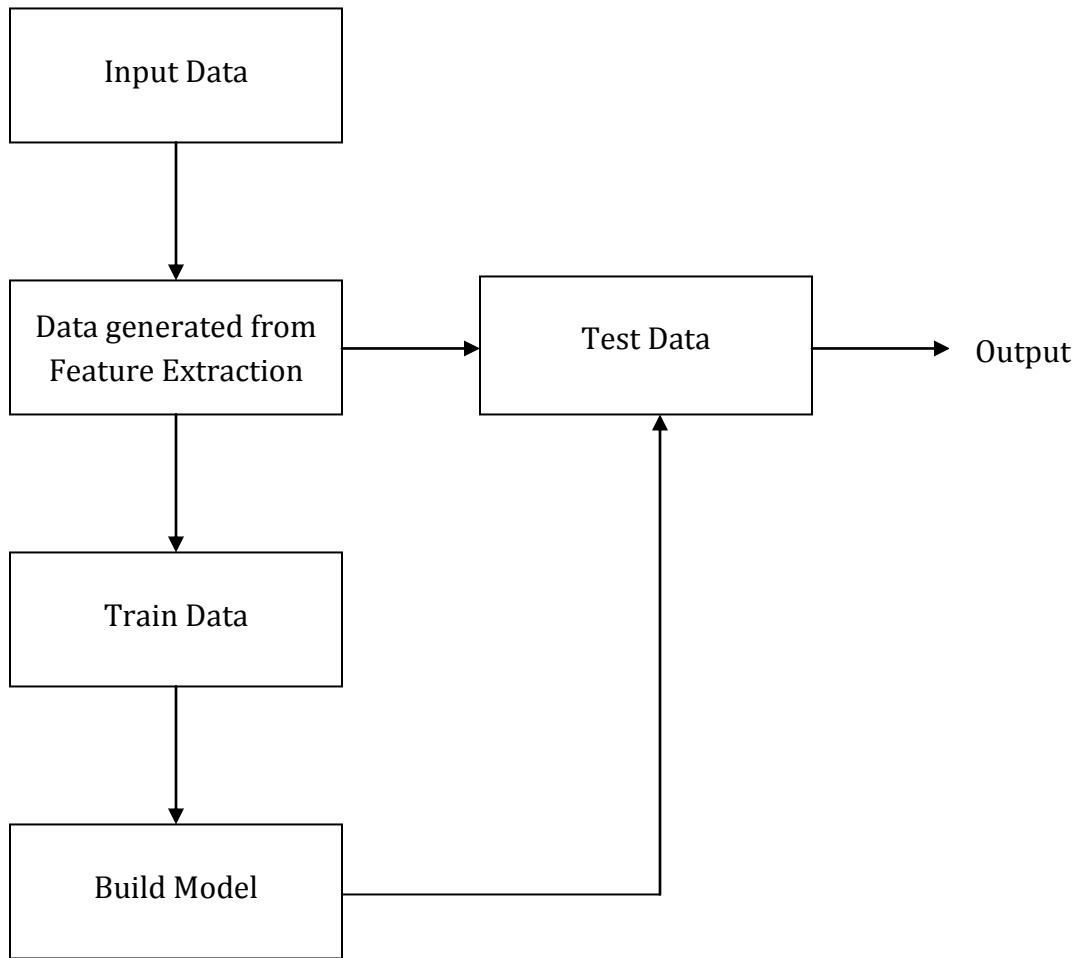 Input Data
Data generated from
Feature Extraction
Test Data
Output
Train Data
Build Model